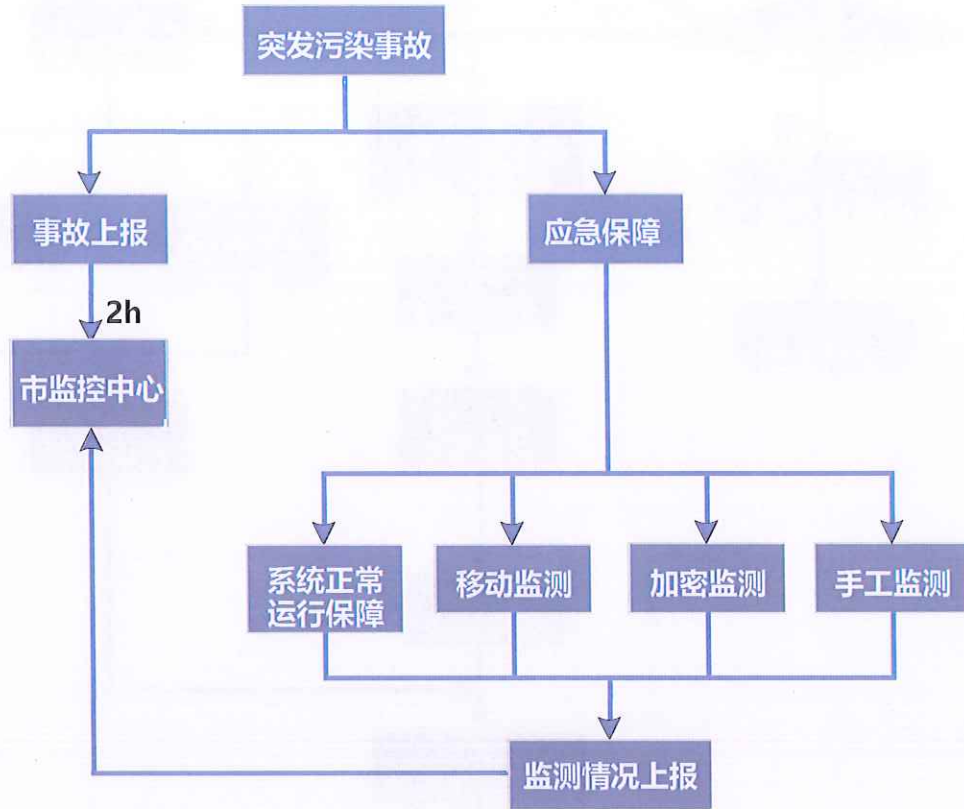 突发污染事故
事故上报
应急保障
2h
市监控中心
系统正常
运行保障
移动监测
加密监测
手工监测
监测情况上报